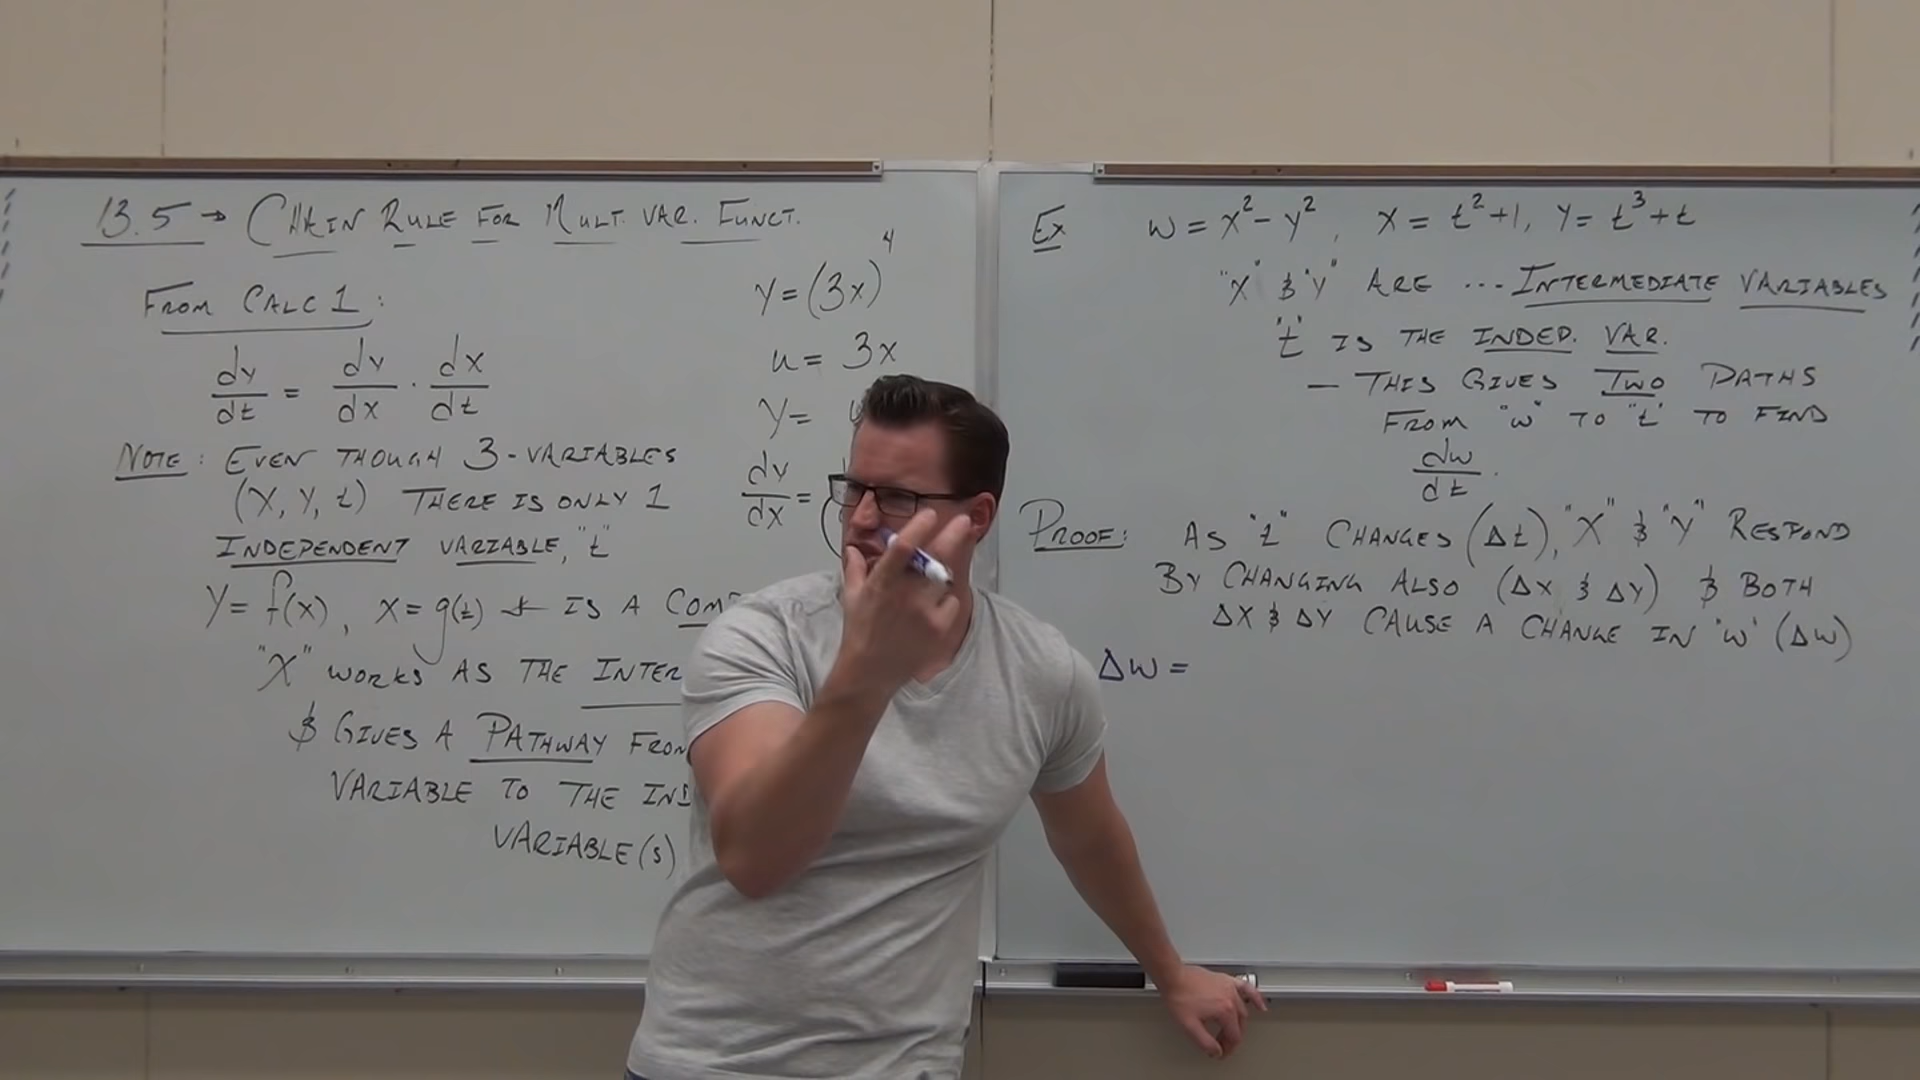 13.5 → CHAIN RULE FOR MULT. VAR. FUNCT.
FROM CALC 1:
dy/dt = dy/dx · dx/dt
y = (3x)^4
u = 3x
y =
dy/dx =
NOTE: EVEN THOUGH 3-VARIABLES
(X, Y, t) THERE IS ONLY 1
INDEPENDENT VARIABLE, "t"
y = f(x), x = g(t) ← IS A
"X" WORKS AS THE
& GIVES A PATHWAY FROM
VARIABLE TO THE
VARIABLE(S)
EX w = x² - y², x = t² + 1, y = t³ + t
"X" & "Y" ARE ... INTERMEDIATE VARIABLES
"t" IS THE INDEP. VAR.
— THIS GIVES TWO PATHS
FROM "w" TO "t" TO FIND
dw/dt.
PROOF: AS "t" CHANGES (Δt), "X" & "Y" RESPOND
BY CHANGING ALSO (ΔX & ΔY) & BOTH
ΔX & ΔY CAUSE A CHANGE IN "w" (Δw)
Δw =